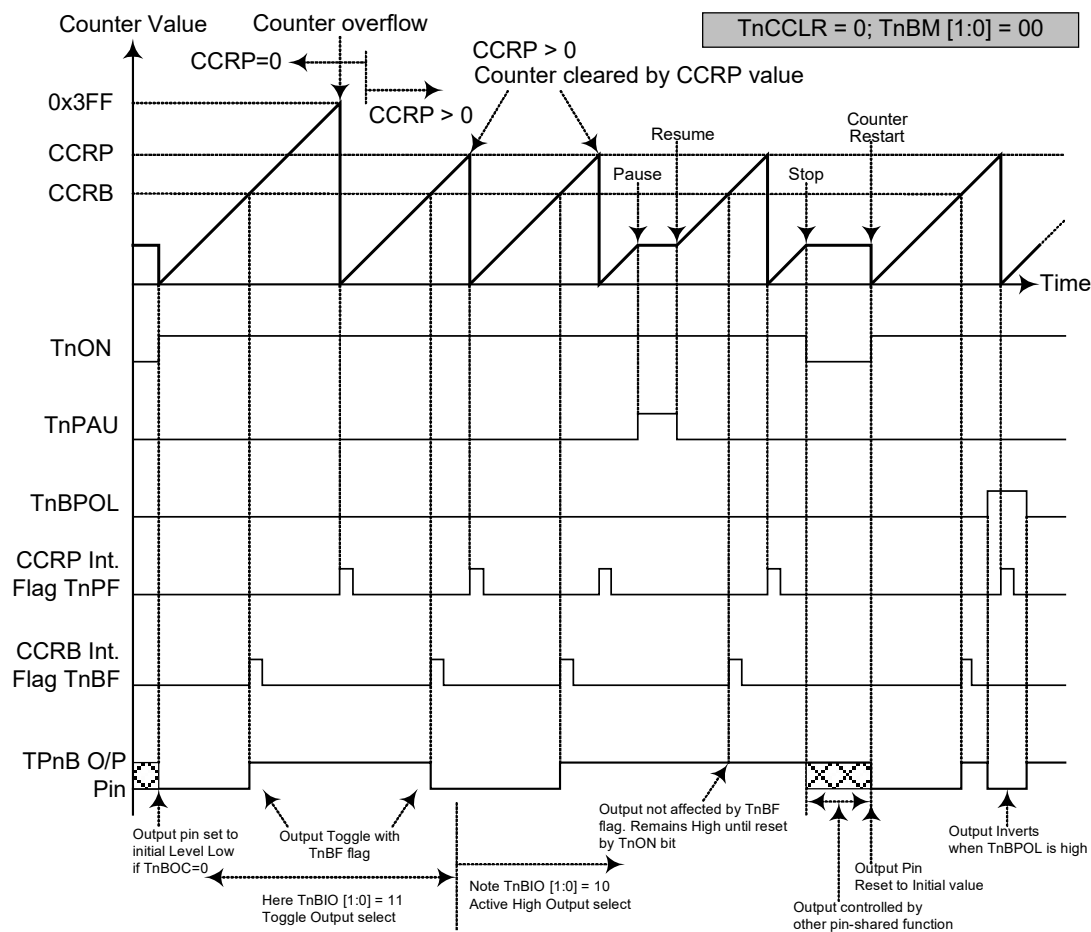 Counter Value
Counter overflow
TnCCLR = 0; TnBM [1:0] = 00
CCRP=0
CCRP > 0
CCRP > 0
Counter cleared by CCRP value
0x3FF
CCRP
CCRB
Pause
Resume
Stop
Counter
Restart
Time
TnON
TnPAU
TnBPOL
CCRP Int.
Flag TnPF
CCRB Int.
Flag TnBF
TPnB O/P
Pin
Output pin set to
initial Level Low
if TnBOC=0
Output Toggle with
TnBF flag
Here TnBIO [1:0] = 11
Toggle Output select
Note TnBIO [1:0] = 10
Active High Output select
Output not affected by TnBF
flag. Remains High until reset
by TnON bit
Output controlled by
other pin-shared function
Output Pin
Reset to Initial value
Output Inverts
when TnBPOL is high